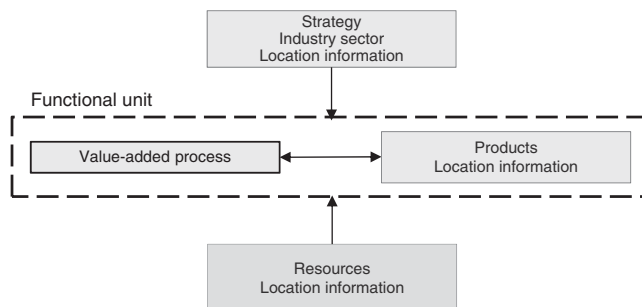 Strategy
Industry sector
Location information
Functional unit
Value-added process
Products
Location information
Resources
Location information